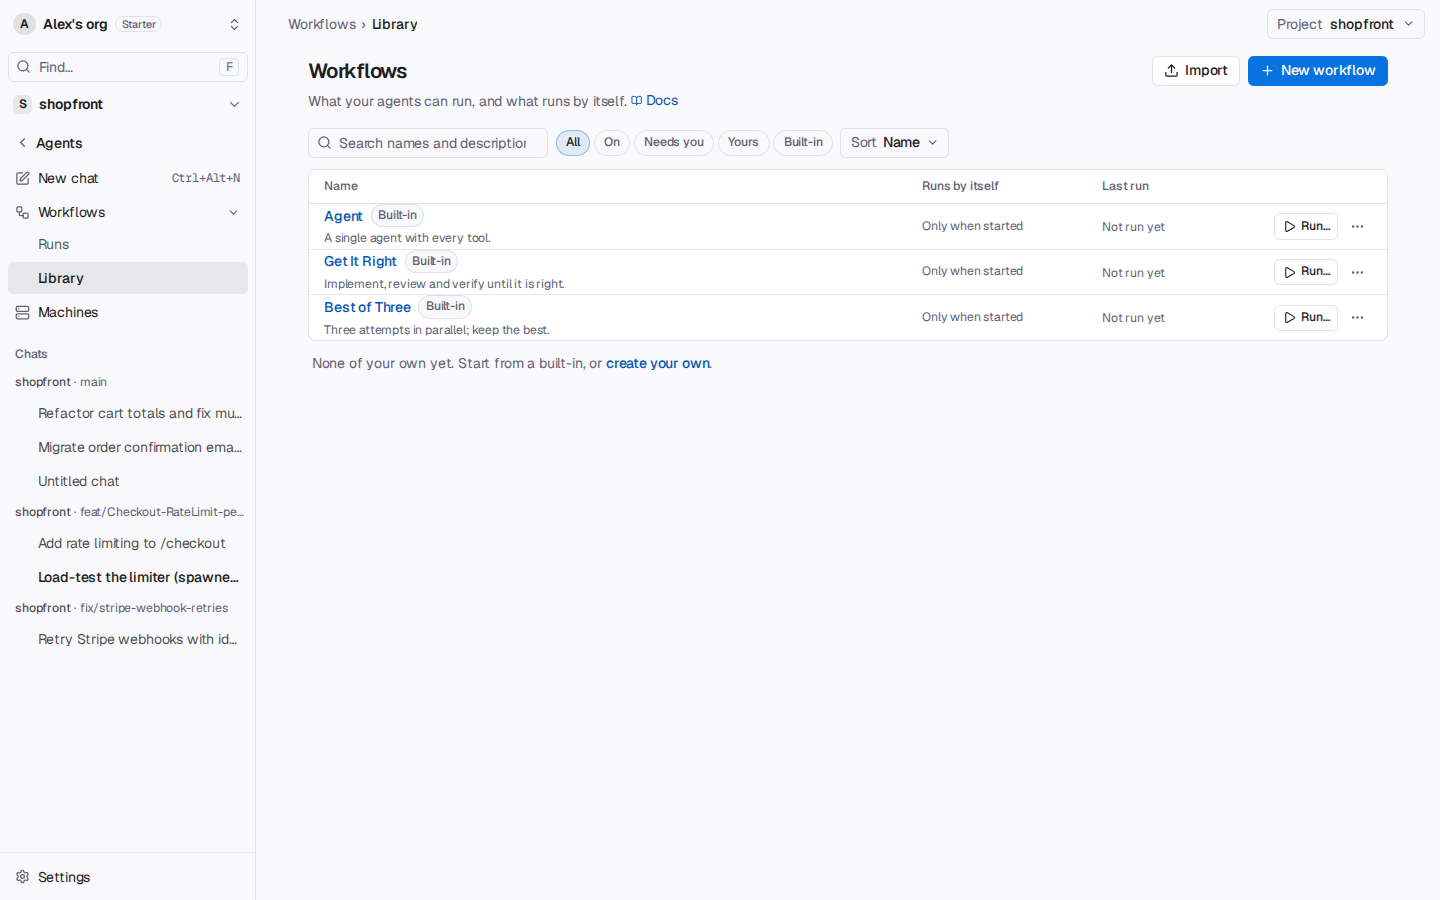 A Alex's org Starter
Find... F
S shopfront
Agents
New chat Ctrl+Alt+N
Workflows
Runs
Library
Machines
Chats
shopfront · main
Refactor cart totals and fix mu...
Migrate order confirmation ema...
Untitled chat
shopfront · feat/Checkout-RateLimit-pe...
Add rate limiting to /checkout
Load-test the limiter (spawne...
shopfront · fix/stripe-webhook-retries
Retry Stripe webhooks with id...
Settings
Workflows › Library
Project shopfront
Workflows
Import
New workflow
What your agents can run, and what runs by itself. Docs
Search names and description
All On Needs you Yours Built-in Sort Name
Name Runs by itself Last run
Agent Built-in
A single agent with every tool.
Only when started Not run yet Run...
Get It Right Built-in
Implement, review and verify until it is right.
Only when started Not run yet Run...
Best of Three Built-in
Three attempts in parallel; keep the best.
Only when started Not run yet Run...
None of your own yet. Start from a built-in, or create your own.